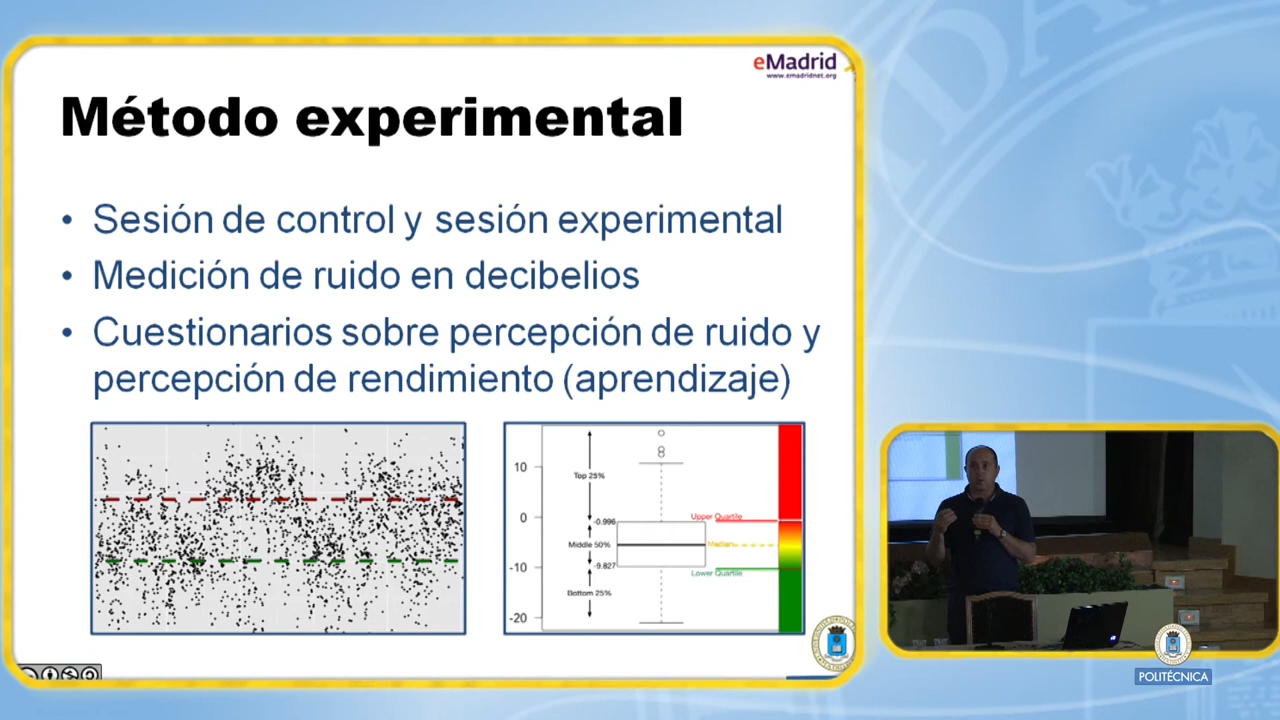 eMadrid
www.emadridnet.org
Método experimental
• Sesión de control y sesión experimental
• Medición de ruido en decibelios
• Cuestionarios sobre percepción de ruido y
percepción de rendimiento (aprendizaje)
10
0
-10
-20
Top 25%
-0.996
Middle 50%
-9.827
Bottom 25%
Upper Quartile
Median
Lower Quartile
POLITÉCNICA